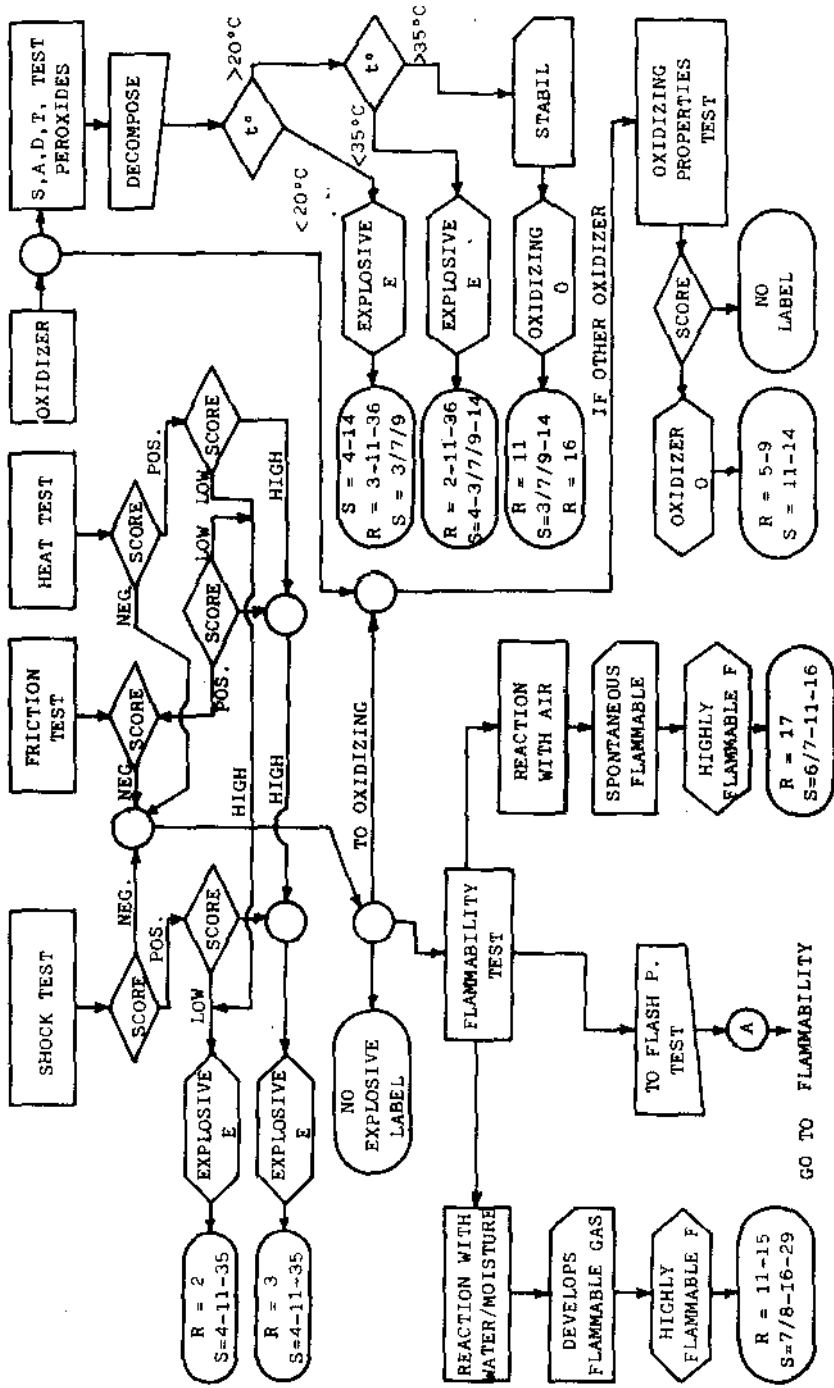 SHOCK TEST
FRICTION
TEST
HEAT TEST
OXIDIZER
S,A,D,T, TEST
PEROXIDES
SCORE
NEG.
POS.
SCORE
NEG.
POS.
SCORE
NEG.
POS.
DECOMPOSE
SCORE
LOW
HIGH
SCORE
LOW
SCORE
LOW
HIGH
HIGH
t°
>20°C
<20°C
t°
<35°C
>35°C
R = 2
S=4-11-35
EXPLOSIVE
E
R = 3
S=4-11-35
EXPLOSIVE
E
NO
EXPLOSIVE
LABEL
TO OXIDIZING
S = 4-14
R = 3-11-36
S = 3/7/9
EXPLOSIVE
E
R = 2-11-36
S=4-3/7/9-14
EXPLOSIVE
E
R = 11
S=3/7/9-14
R = 16
OXIDIZING
O
STABIL
IF OTHER OXIDIZER
FLAMMABILITY
TEST
REACTION WITH
WATER/MOISTURE
DEVELOPS
FLAMMABLE GAS
HIGHLY
FLAMMABLE F
R = 11-15
S=7/8-16-29
TO FLASH P.
TEST
A
GO TO FLAMMABILITY
REACTION
WITH AIR
SPONTANEOUS
FLAMMABLE
HIGHLY
FLAMMABLE F
R = 17
S=6/7-11-16
OXIDIZING
PROPERTIES
TEST
SCORE
OXIDIZER
O
R = 5-9
S = 11-14
NO
LABEL